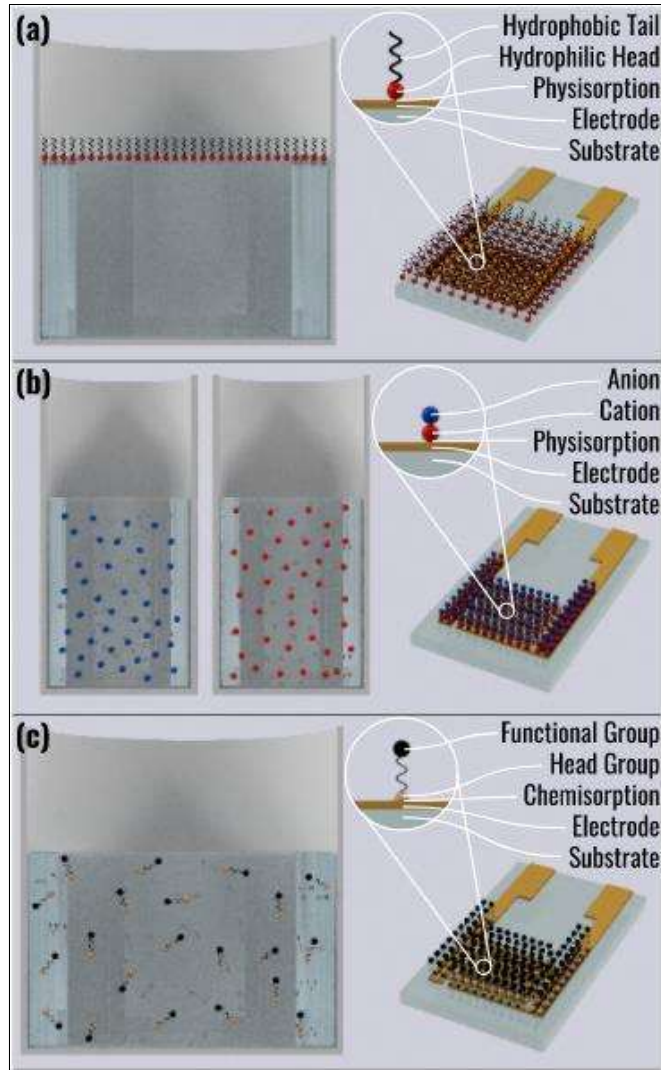 (a)
Hydrophobic Tail
Hydrophilic Head
Physisorption
Electrode
Substrate
(b)
Anion
Cation
Physisorption
Electrode
Substrate
(c)
Functional Group
Head Group
Chemisorption
Electrode
Substrate